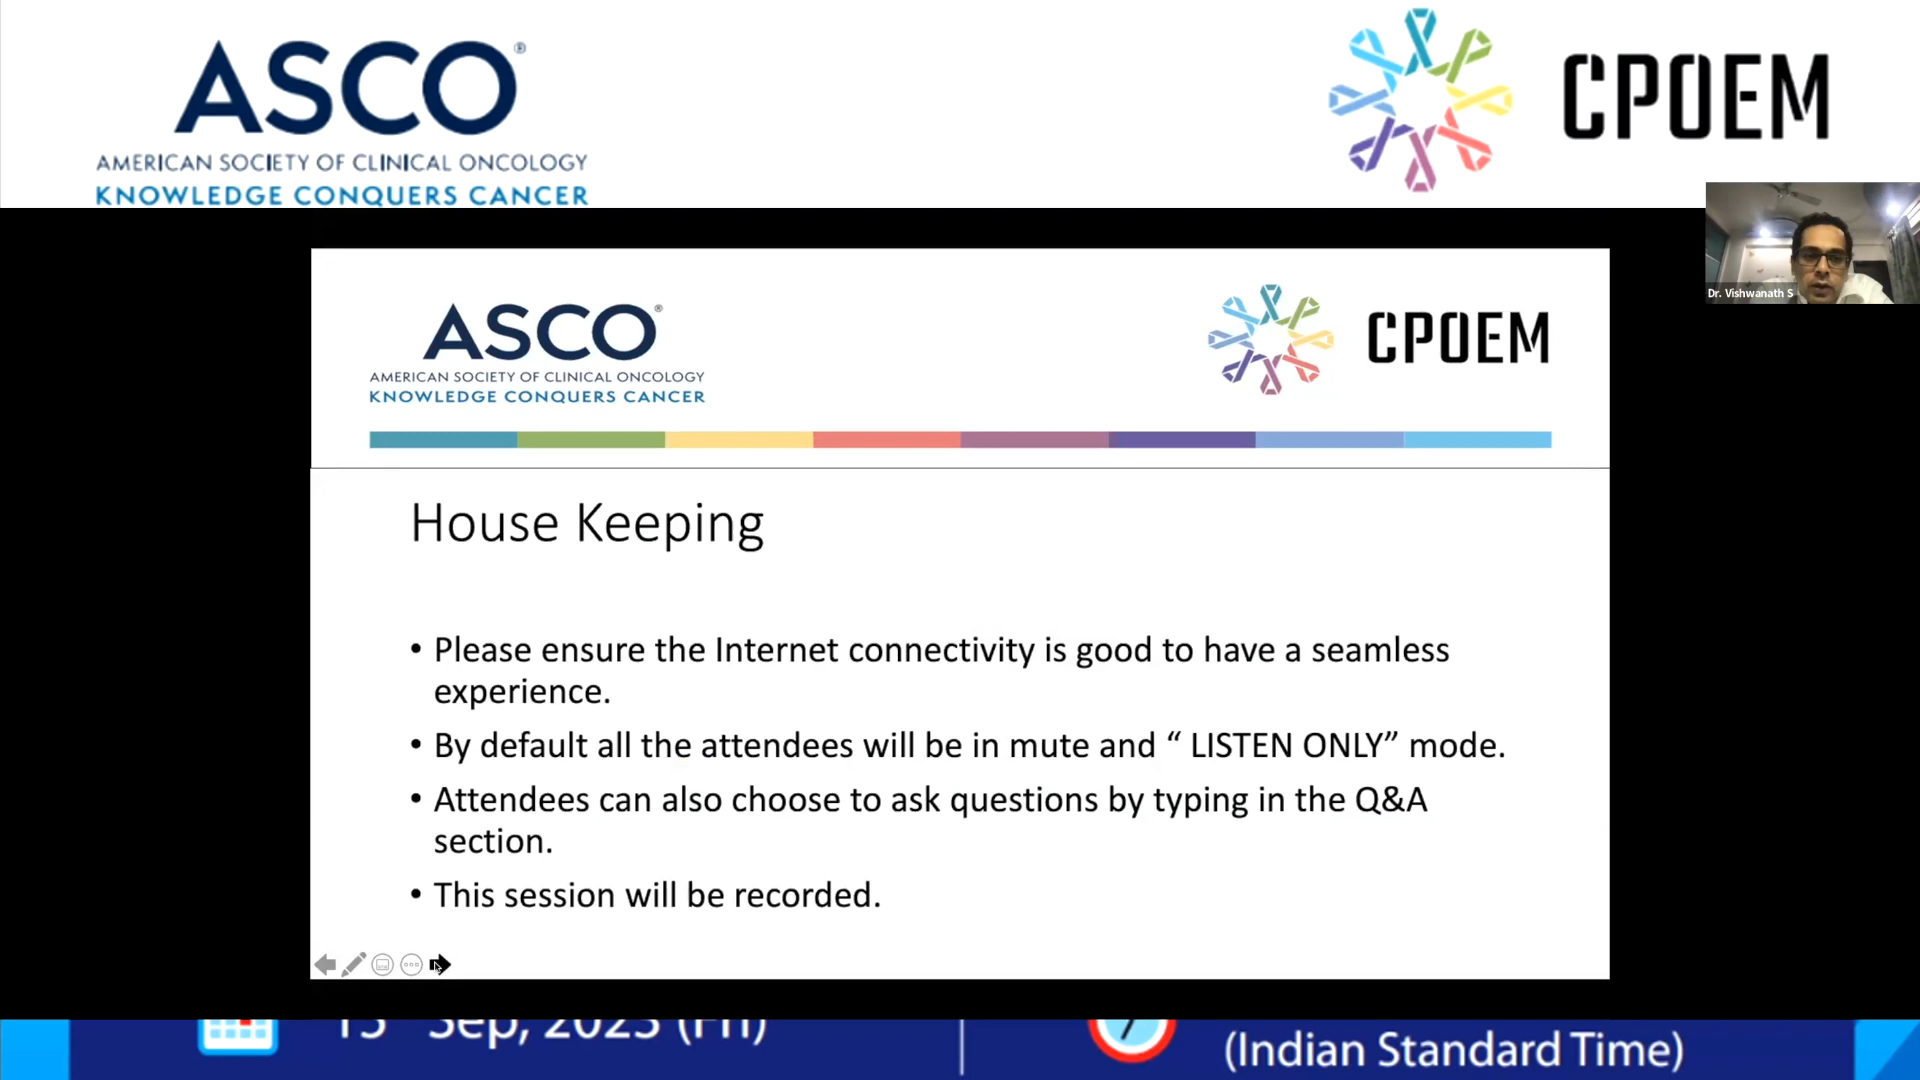 ASCO®
AMERICAN SOCIETY OF CLINICAL ONCOLOGY
KNOWLEDGE CONQUERS CANCER
CPOEM
Dr. Vishwanath S
ASCO®
AMERICAN SOCIETY OF CLINICAL ONCOLOGY
KNOWLEDGE CONQUERS CANCER
CPOEM
House Keeping
• Please ensure the Internet connectivity is good to have a seamless
experience.
• By default all the attendees will be in mute and “ LISTEN ONLY” mode.
• Attendees can also choose to ask questions by typing in the Q&A
section.
• This session will be recorded.
Sep, 2023 (Fri)
(Indian Standard Time)